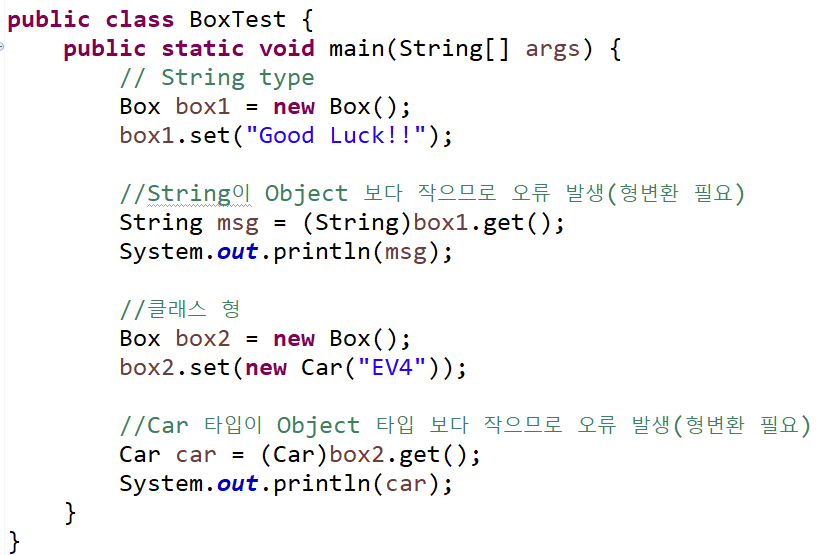 public class BoxTest {
    public static void main(String[] args) {
        // String type
        Box box1 = new Box();
        box1.set("Good Luck!!");
        //String이 Object 보다 작으므로 오류 발생(형변환 필요)
        String msg = (String)box1.get();
        System.out.println(msg);
        //클래스 형
        Box box2 = new Box();
        box2.set(new Car("EV4"));
        //Car 타입이 Object 타입 보다 작으므로 오류 발생(형변환 필요)
        Car car = (Car)box2.get();
        System.out.println(car);
    }
}